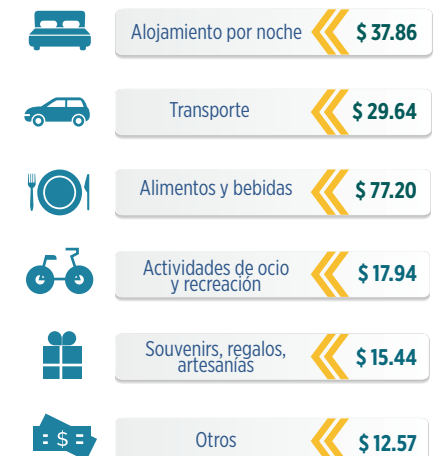 Alojamiento por noche $ 37.86
Transporte $ 29.64
Alimentos y bebidas $ 77.20
Actividades de ocio
y recreación $ 17.94
Souvenirs, regalos,
artesanías $ 15.44
$ Otros $ 12.57